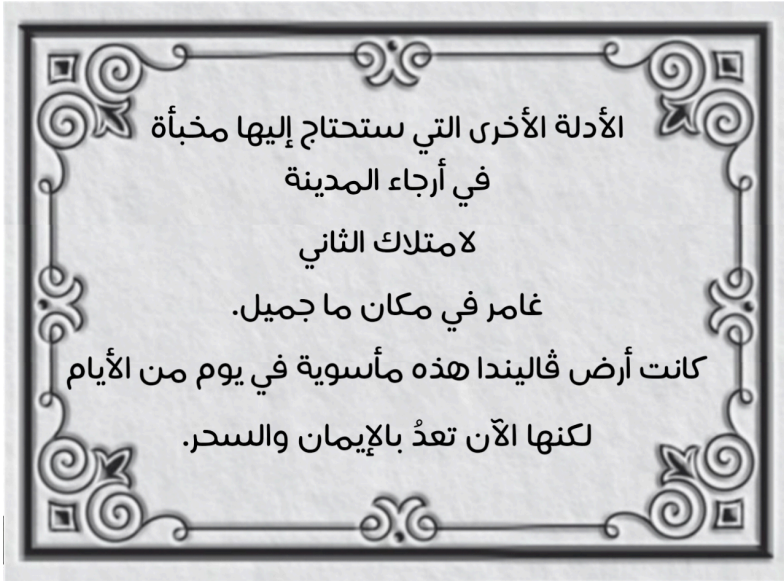 الأدلة الأخرى التي ستحتاج إليها مخبأة
في أرجاء المدينة
لامتلاك الثاني
غامر في مكان ما جميل.
كانت أرض ڤاليندا هذه مأسوية في يوم من الأيام
لكنها الآن تعدُ بالإيمان والسحر.